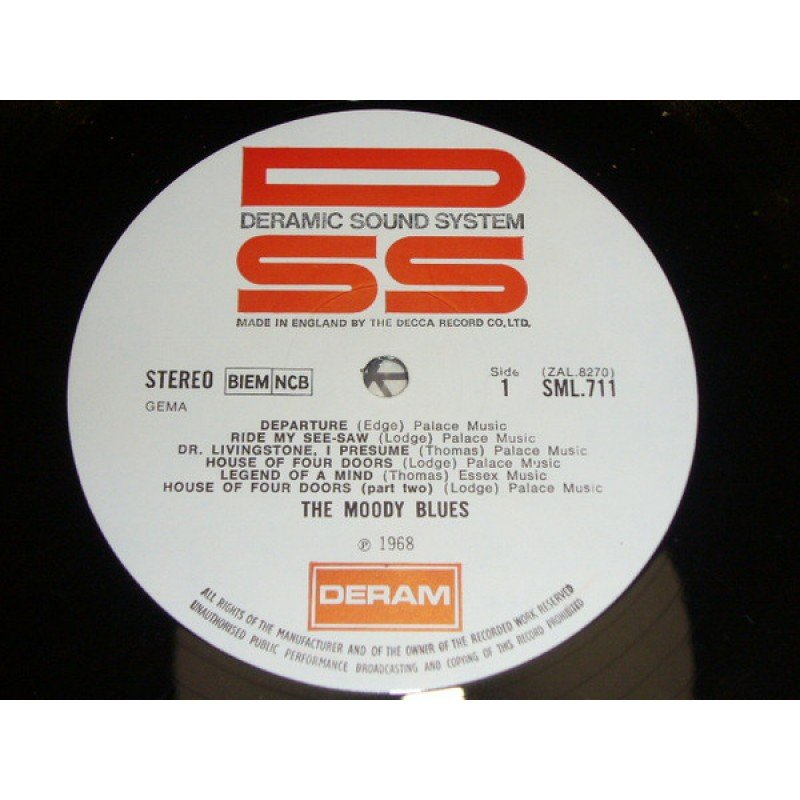 D
DERAMIC SOUND SYSTEM
SS
MADE IN ENGLAND BY THE DECCA RECORD CO, LTD.
STEREO BIEM NCB Side (ZAL.8270)
GEMA 1 SML.711
DEPARTURE (Edge) Palace Music
RIDE MY SEE-SAW (Lodge) Palace Music
DR. LIVINGSTONE, I PRESUME (Thomas) Palace Music
HOUSE OF FOUR DOORS (Lodge) Palace Music
LEGEND OF A MIND (Thomas) Essex Music
HOUSE OF FOUR DOORS (part two) (Lodge) Palace Music
THE MOODY BLUES
℗ 1968
DERAM
ALL RIGHTS OF THE MANUFACTURER AND OF THE OWNER OF THE RECORDED WORK RESERVED
UNAUTHORISED PUBLIC PERFORMANCE BROADCASTING AND COPYING OF THIS RECORD PROHIBITED